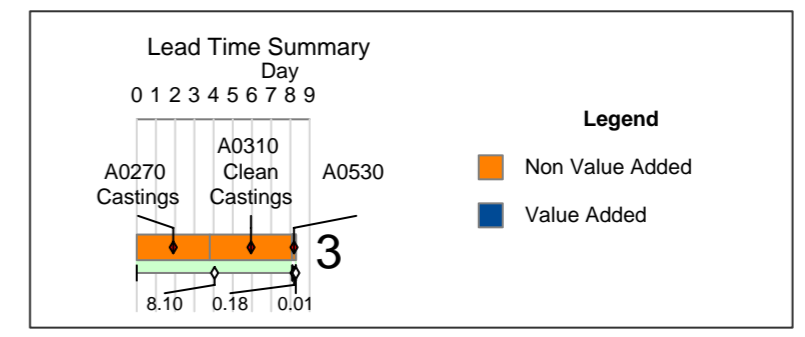 Lead Time Summary
Day
0 1 2 3 4 5 6 7 8 9
Legend
A0270
Castings
A0310
Clean
Castings
A0530
Non Value Added
Value Added
3
8.10 0.18 0.01